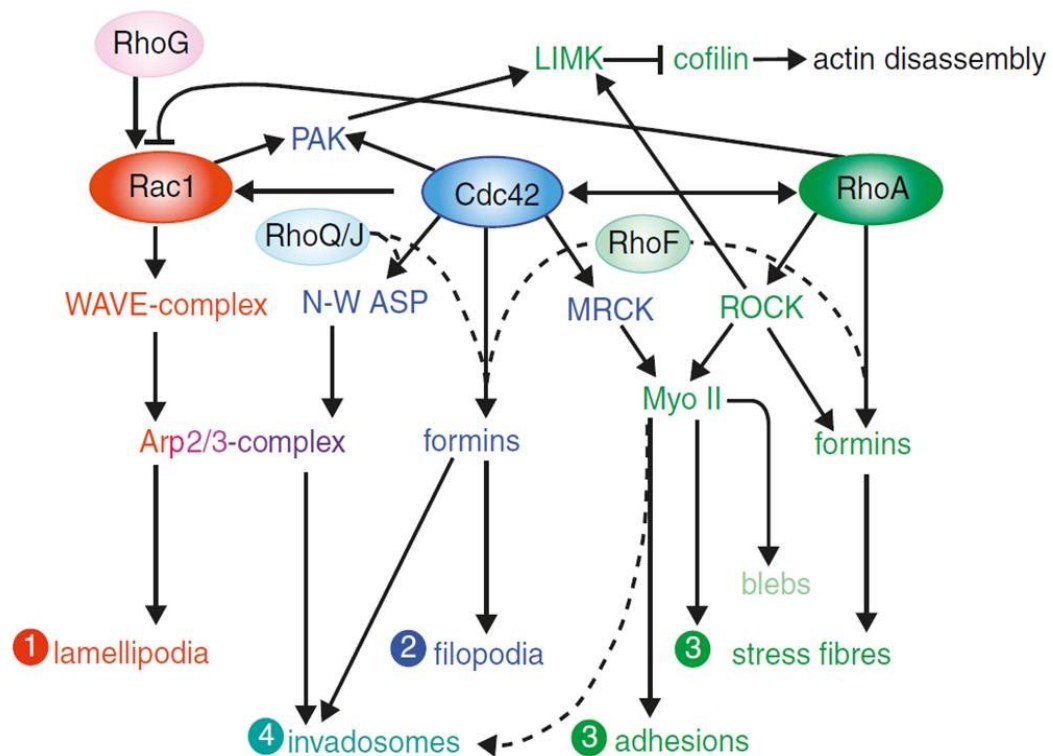 RhoG
LIMK cofilin actin disassembly
PAK
Rac1 Cdc42 RhoA
RhoQ/J RhoF
WAVE-complex N-W ASP MRCK ROCK
Myo II
Arp2/3-complex formins formins
blebs
1 lamellipodia 2 filopodia 3 stress fibres
4 invadosomes 3 adhesions